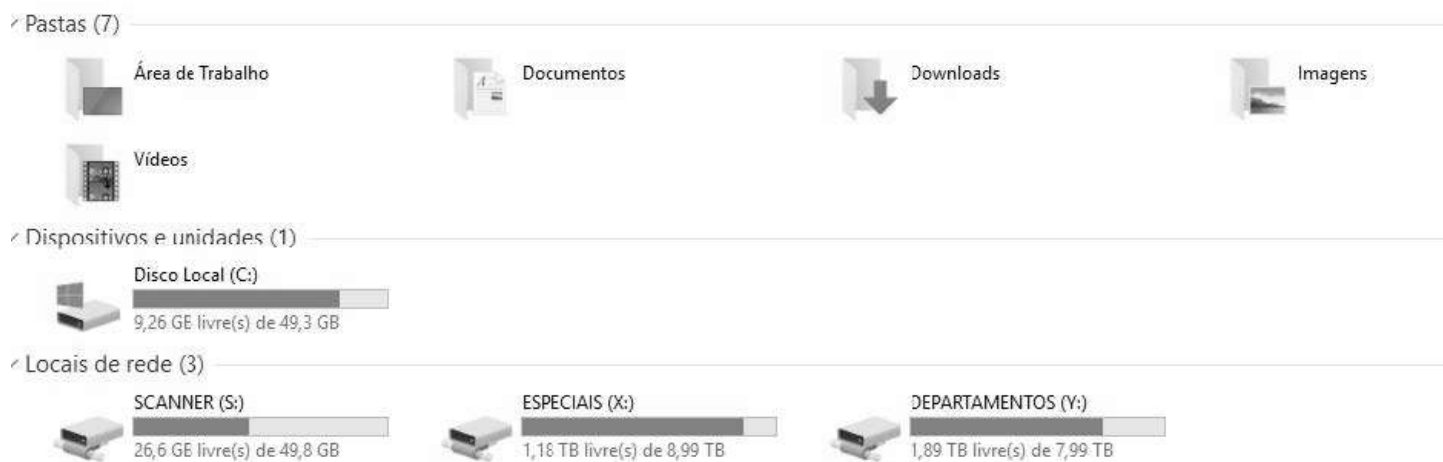 Pastas (7)
Área de Trabalho
Documentos
Downloads
Imagens
Vídeos
Dispositivos e unidades (1)
Disco Local (C:)
9,26 GB livre(s) de 49,3 GB
Locais de rede (3)
SCANNER (S:)
ESPECIAIS (X:)
DEPARTAMENTOS (Y:)
26,6 GB livre(s) de 49,8 GB
1,18 TB livre(s) de 8,99 TB
1,89 TB livre(s) de 7,99 TB